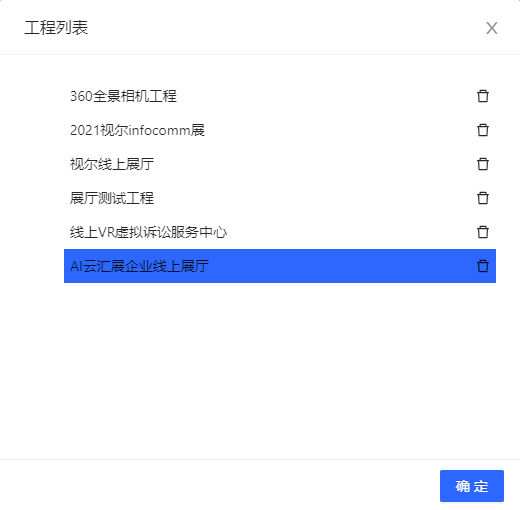 工程列表
360全景相机工程
2021视尔infocomm展
视尔线上展厅
展厅测试工程
线上VR虚拟诉讼服务中心
AI云汇展企业线上展厅
确 定